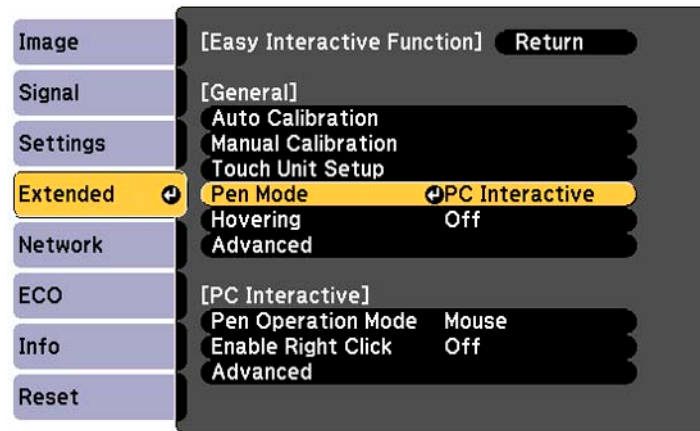 Image
Signal
Settings
Extended
Network
ECO
Info
Reset
[Easy Interactive Function] Return
[General]
Auto Calibration
Manual Calibration
Touch Unit Setup
Pen Mode PC Interactive
Hovering Off
Advanced
[PC Interactive]
Pen Operation Mode Mouse
Enable Right Click Off
Advanced